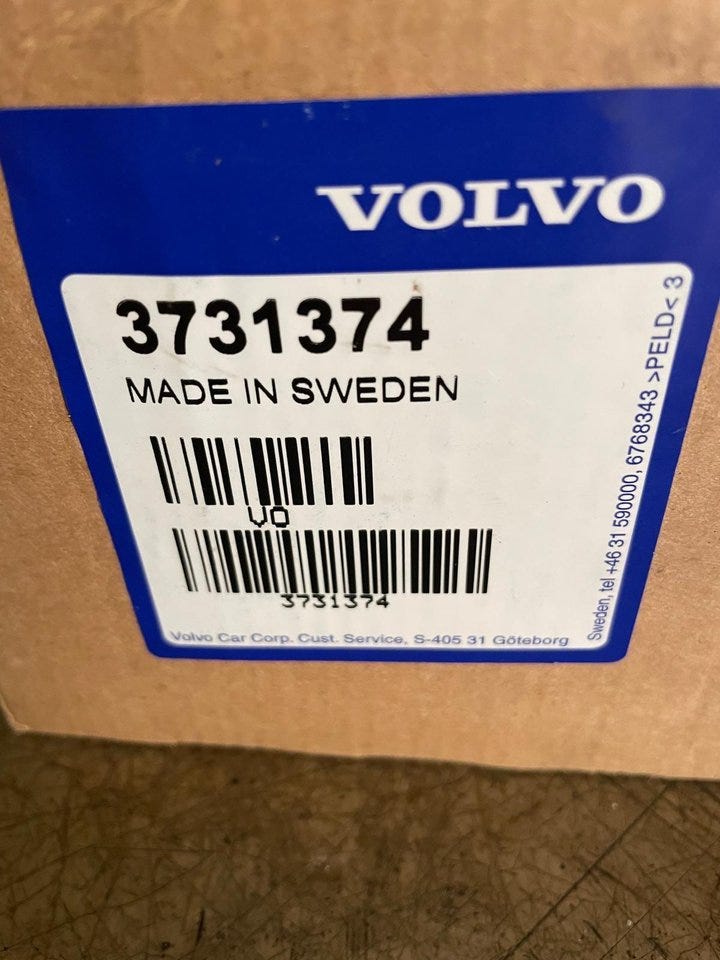 VOLVO
3731374
MADE IN SWEDEN
VO
3731374
Volvo Car Corp. Cust. Service, S-405 31 Göteborg
Sweden, tel +46 31 590000, 6768343 >PELD< 3